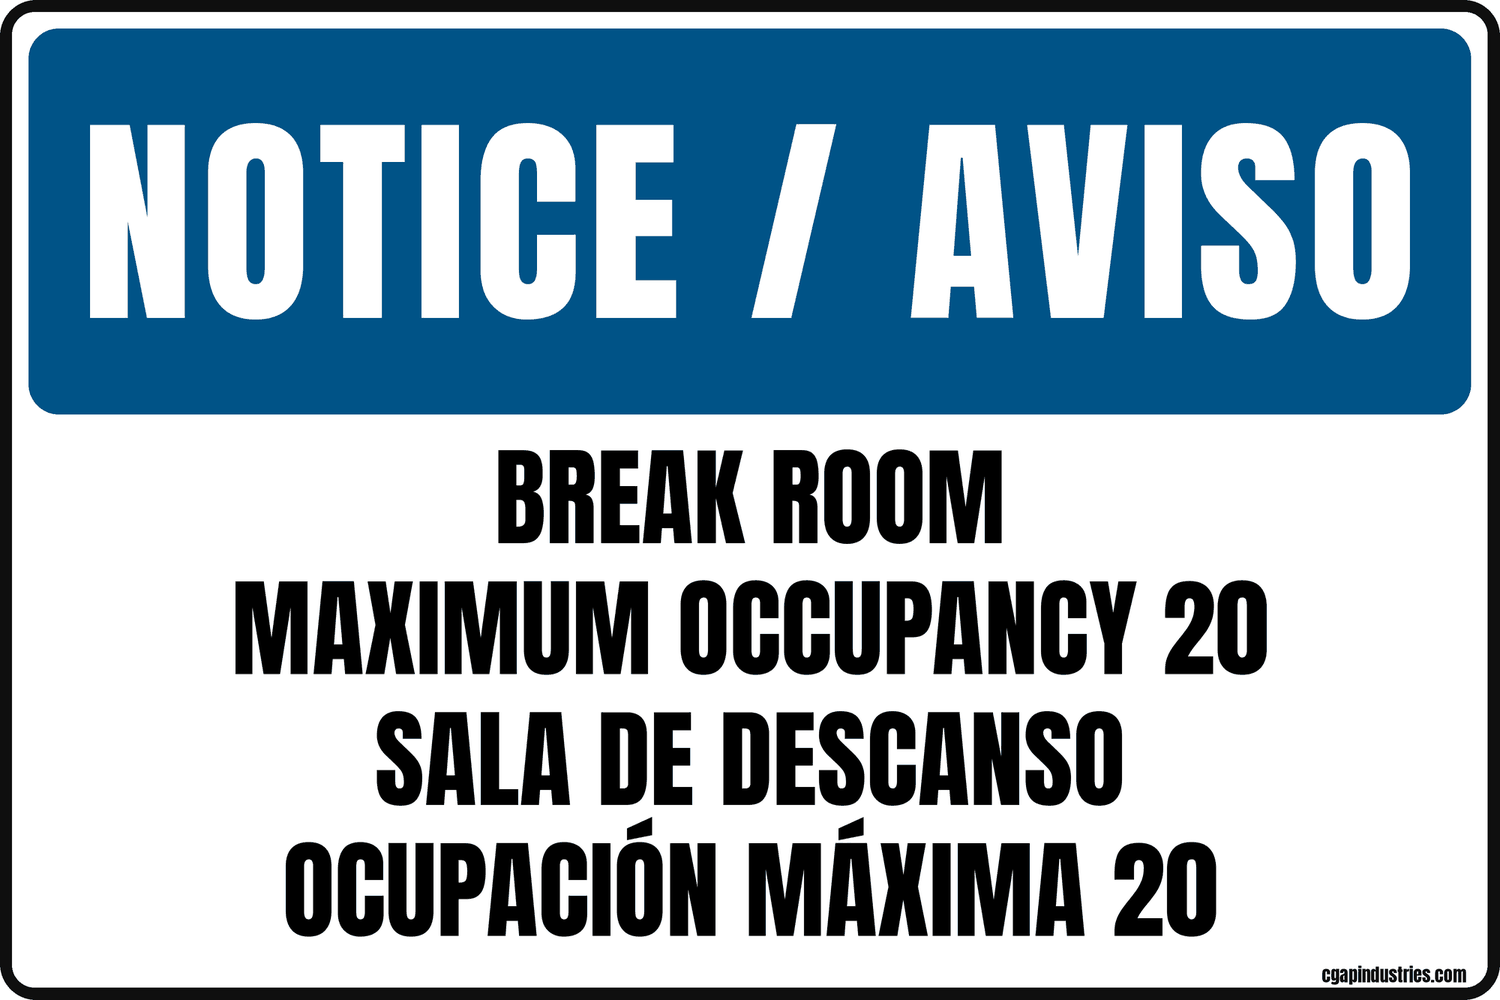 NOTICE / AVISO
BREAK ROOM
MAXIMUM OCCUPANCY 20
SALA DE DESCANSO
OCUPACIÓN MÁXIMA 20
cgapindustries.com